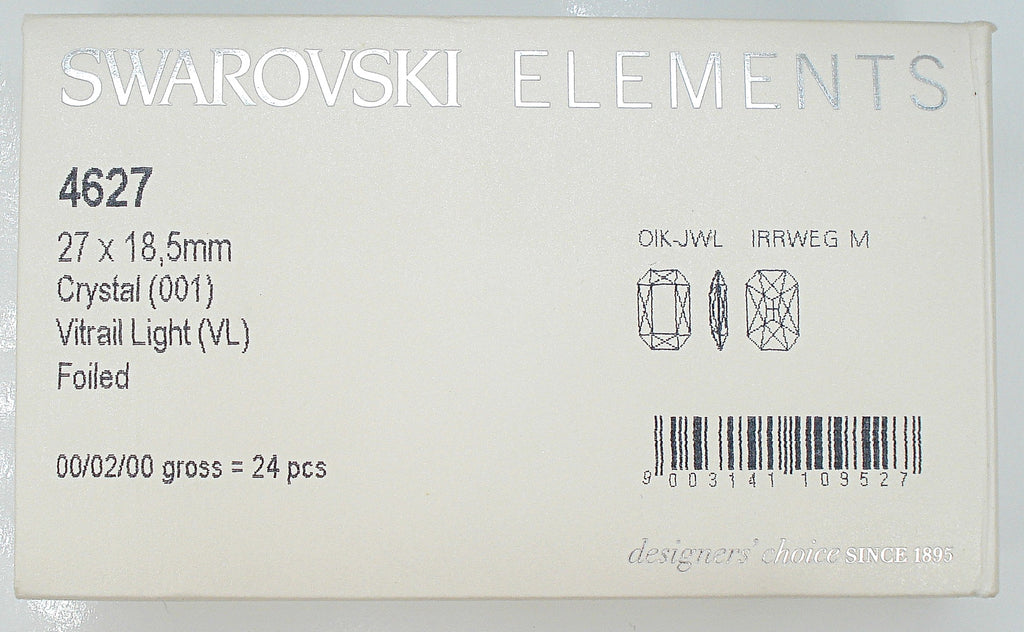 SWAROVSKI ELEMENTS
4627
27 x 18,5mm
Crystal (001)
Vitrail Light (VL)
Foiled
00/02/00 gross = 24 pcs
OIK-JWL IRRWEG M
9 003141 109527
designers' choice SINCE 1895